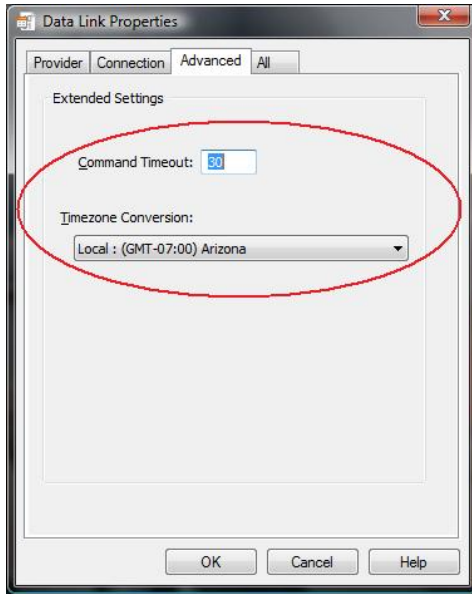 Data Link Properties
Provider Connection Advanced All
Extended Settings
Command Timeout: 30
Timezone Conversion:
Local : (GMT-07:00) Arizona
OK Cancel Help